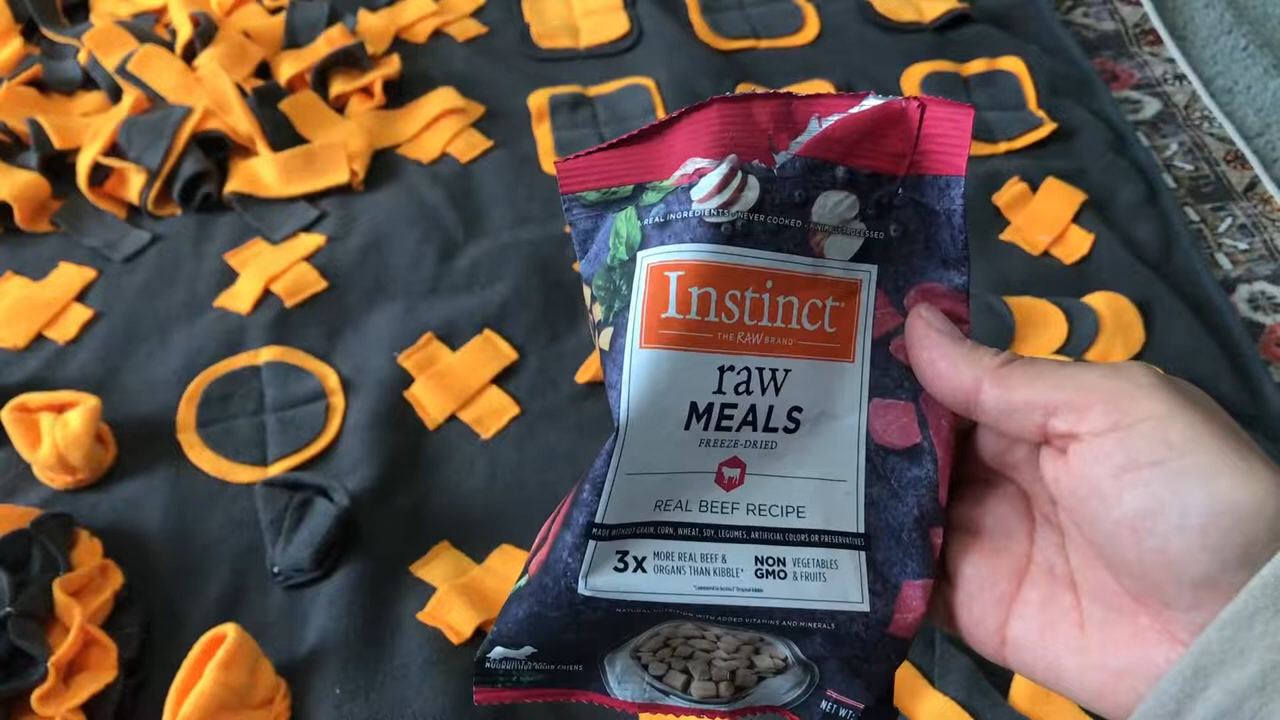 REAL INGREDIENTS • NEVER COOKED • MINIMALLY PROCESSED
Instinct®
THE RAW BRAND®
raw
MEALS
FREEZE-DRIED
REAL BEEF RECIPE
MADE WITHOUT GRAIN, CORN, WHEAT, SOY, LEGUMES, ARTIFICIAL COLORS OR PRESERVATIVES
3x MORE REAL BEEF & ORGANS THAN KIBBLE*
NON GMO VEGETABLES & FRUITS
NATURAL NUTRITION WITH ADDED VITAMINS AND MINERALS
NET WT: